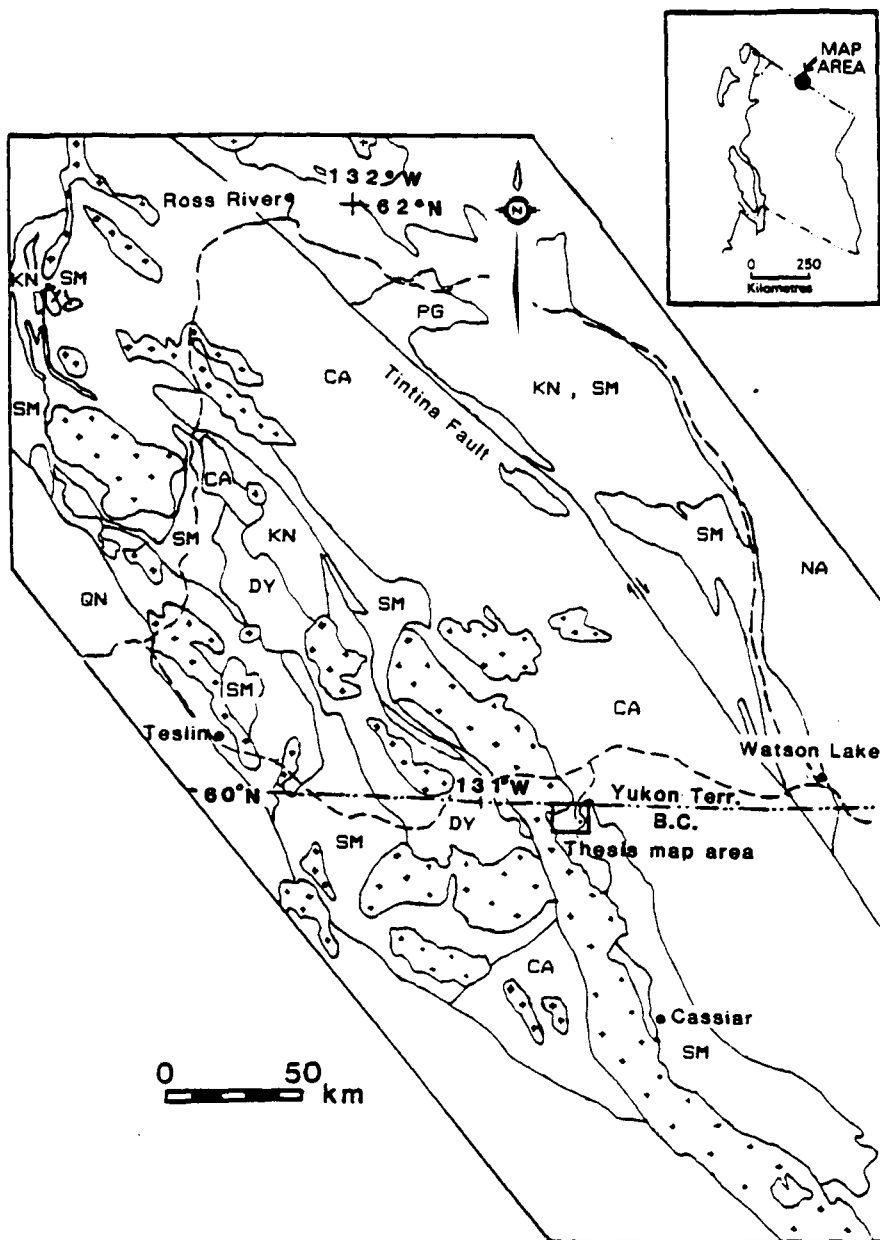 MAP
AREA
0 250
Kilometres
132°W
Ross River
62°N
N
KN SM
PG
CA
Tintina Fault
KN , SM
SM
CA
SM
SM
KN
NA
DY
QN
SM
SM
CA
Teslin
Watson Lake
60°N
131°W
Yukon Terr.
B.C.
SM
DY
Thesis map area
CA
Cassiar
SM
0 50
km